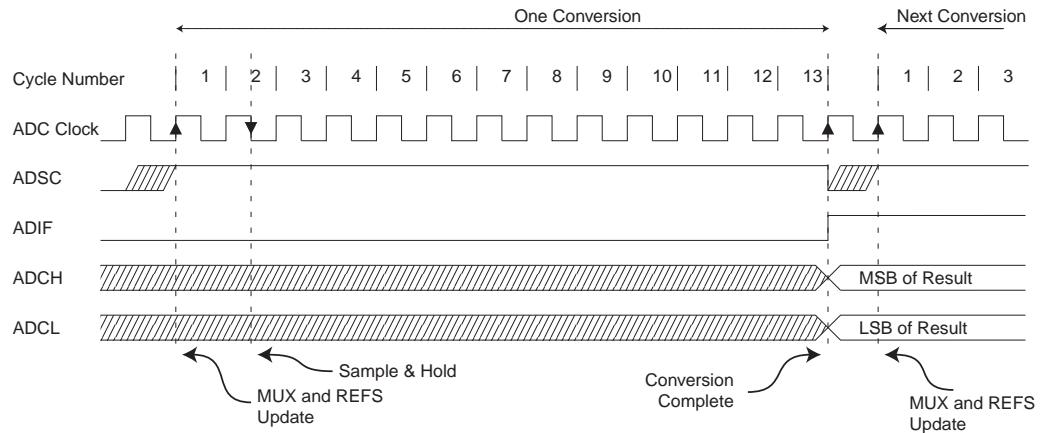 One Conversion
Next Conversion
Cycle Number
1 2 3 4 5 6 7 8 9 10 11 12 13 1 2 3
ADC Clock
ADSC
ADIF
ADCH
MSB of Result
ADCL
LSB of Result
Sample & Hold
MUX and REFS
Update
Conversion
Complete
MUX and REFS
Update